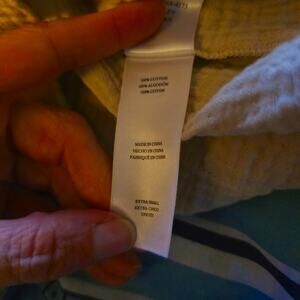 100% COTTON
100% ALGODÓN
100% COTON
MADE IN CHINA
HECHO EN CHINA
FABRIQUÉ EN CHINE
EXTRA SMALL
EXTRA CHICO